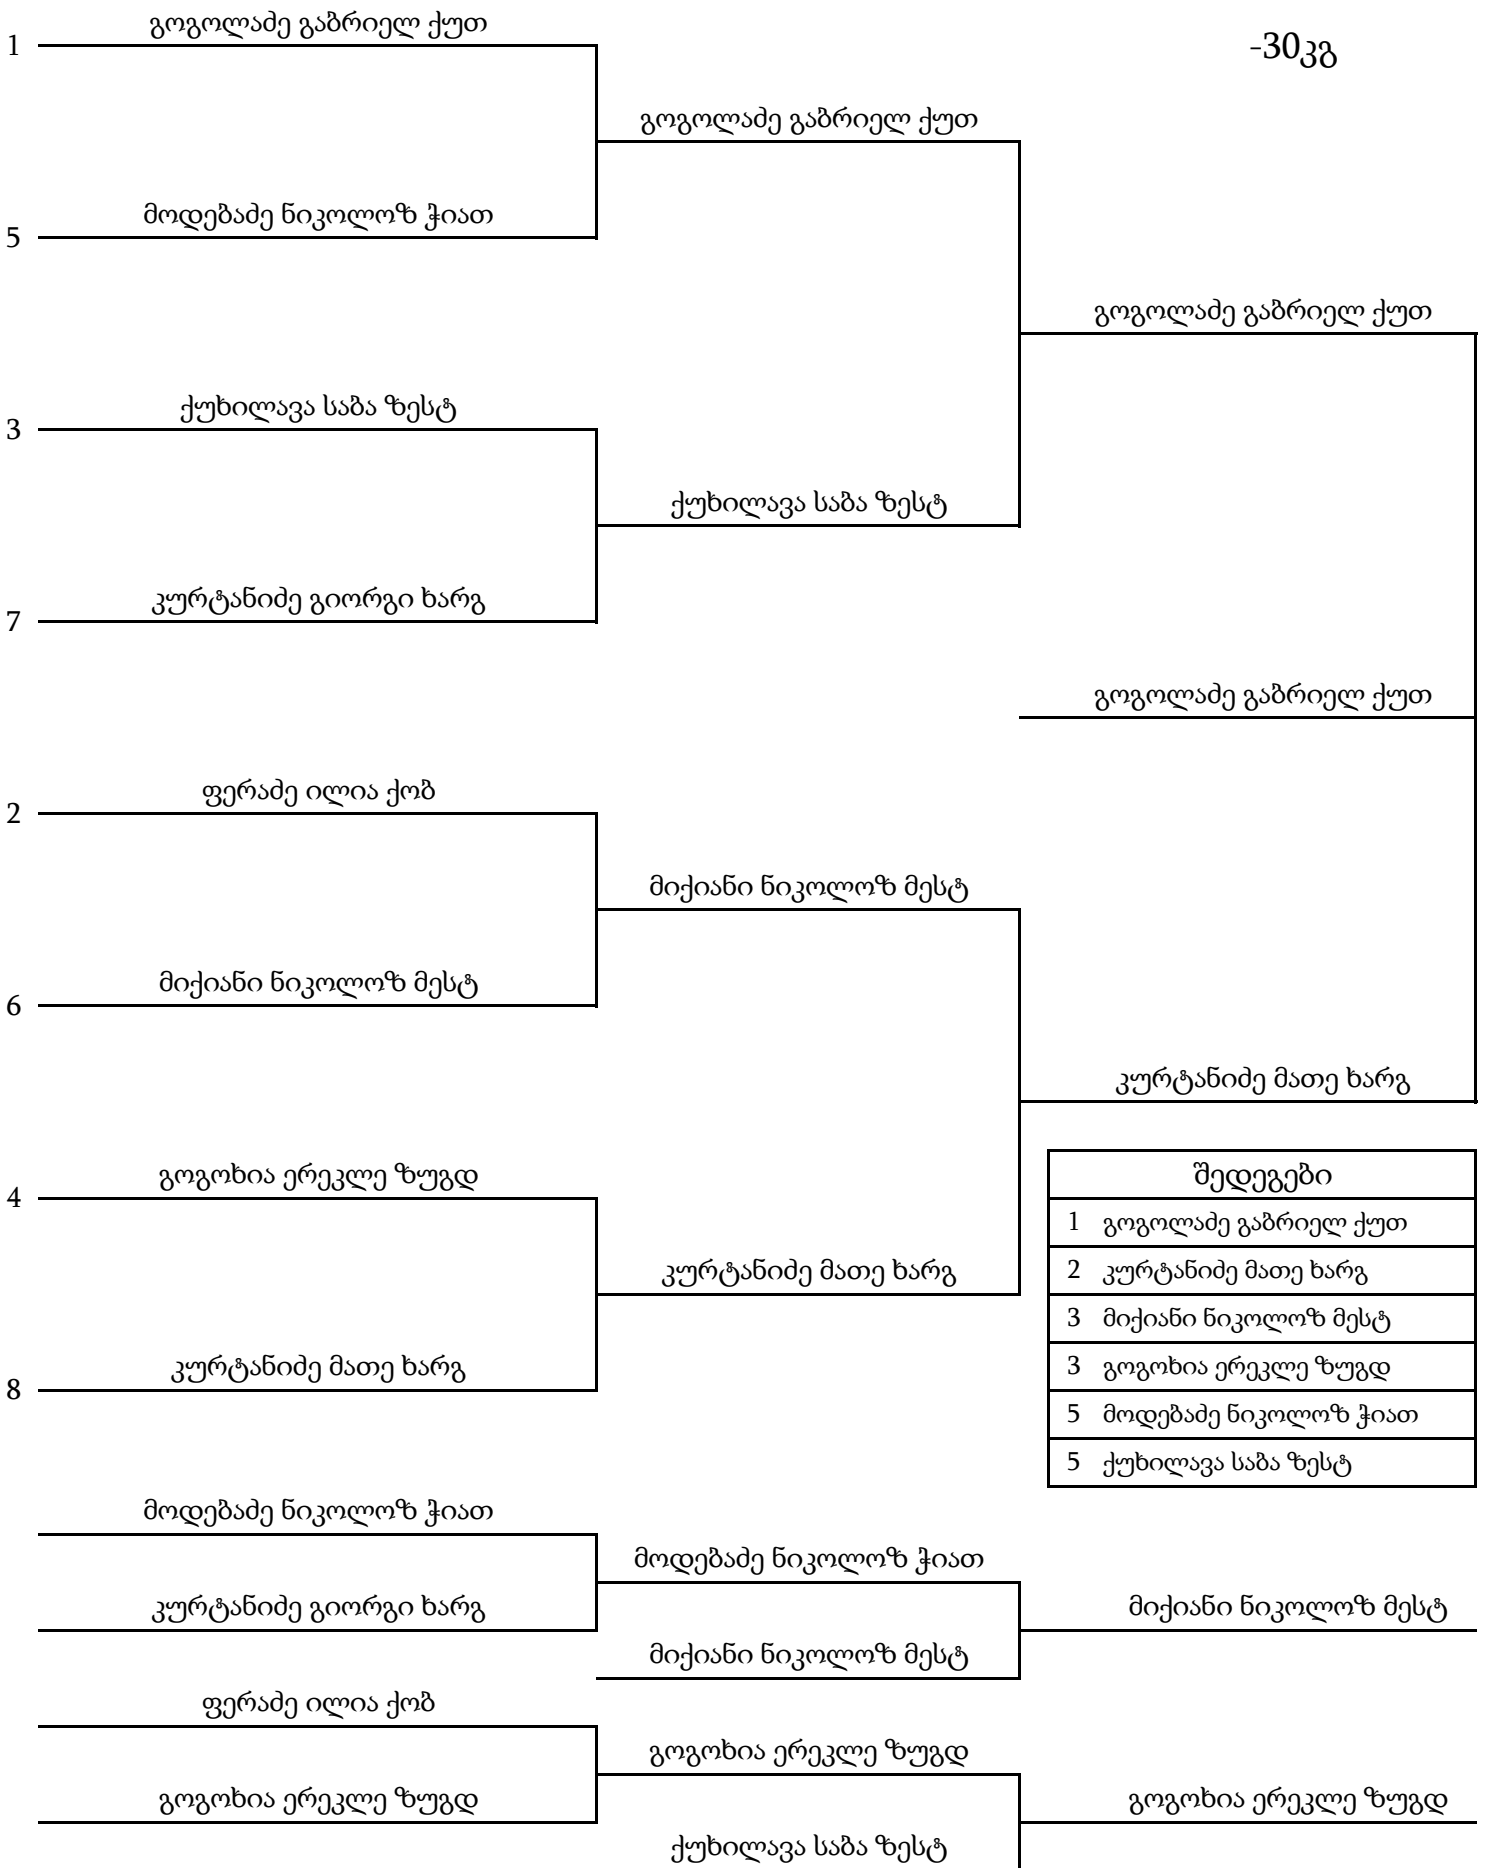 გოგოლაძე გაბრიელ ქუთ
1
-30კგ
გოგოლაძე გაბრიელ ქუთ
მოდებაძე ნიკოლოზ ჭიათ
5
გოგოლაძე გაბრიელ ქუთ
ქუხილავა საბა ზესტ
3
ქუხილავა საბა ზესტ
კურტანიძე გიორგი ხარგ
7
გოგოლაძე გაბრიელ ქუთ
ფერაძე ილია ქობ
2
მიქიანი ნიკოლოზ მესტ
მიქიანი ნიკოლოზ მესტ
6
კურტანიძე მათე ხარგ
გოგოხია ერეკლე ზუგდ
4
კურტანიძე მათე ხარგ
კურტანიძე მათე ხარგ
8
შედეგები
1 გოგოლაძე გაბრიელ ქუთ
2 კურტანიძე მათე ხარგ
3 მიქიანი ნიკოლოზ მესტ
3 გოგოხია ერეკლე ზუგდ
5 მოდებაძე ნიკოლოზ ჭიათ
5 ქუხილავა საბა ზესტ
მოდებაძე ნიკოლოზ ჭიათ
მოდებაძე ნიკოლოზ ჭიათ
კურტანიძე გიორგი ხარგ
მიქიანი ნიკოლოზ მესტ
მიქიანი ნიკოლოზ მესტ
ფერაძე ილია ქობ
გოგოხია ერეკლე ზუგდ
გოგოხია ერეკლე ზუგდ
გოგოხია ერეკლე ზუგდ
ქუხილავა საბა ზესტ